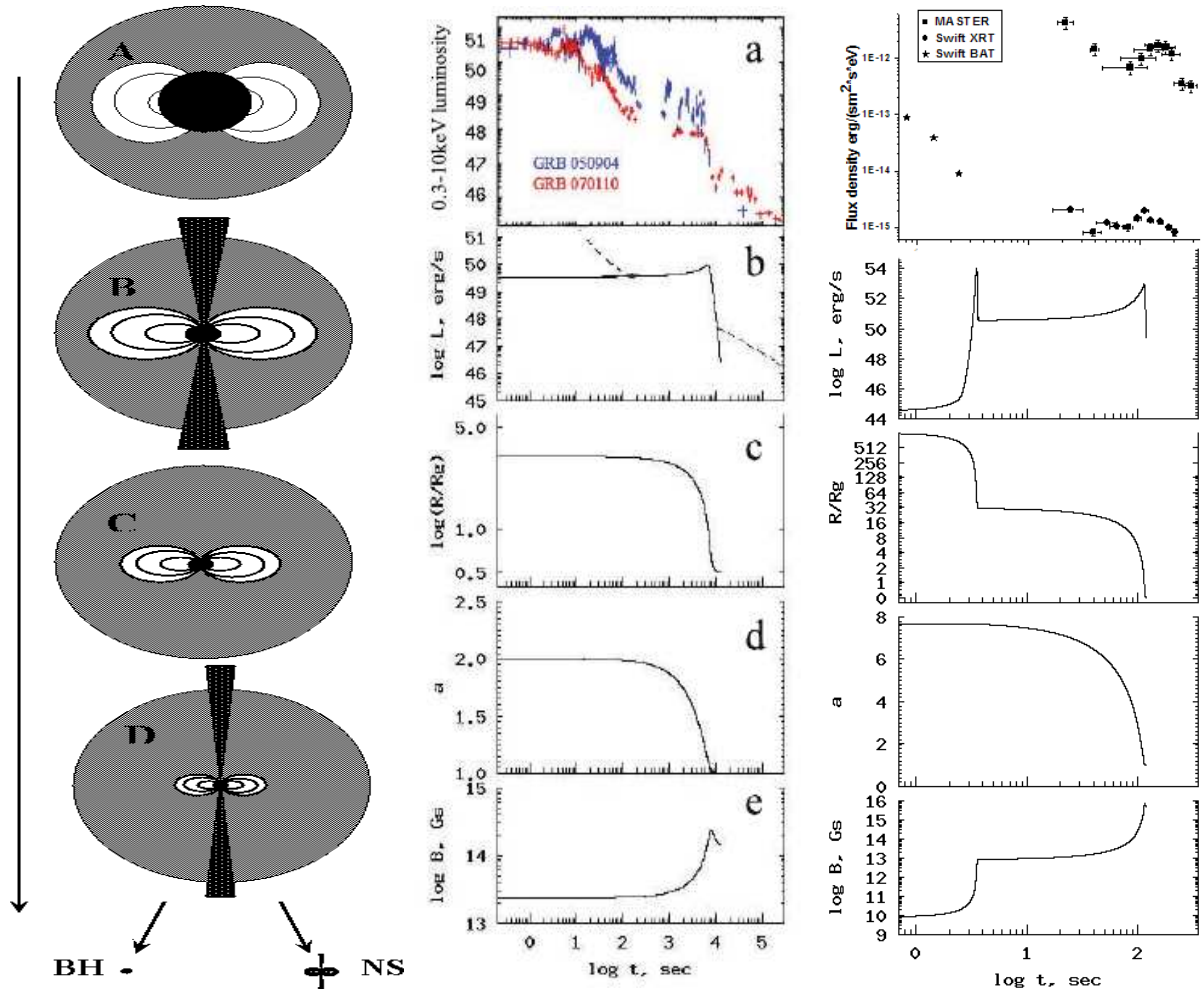 A
B
C
D
BH
NS
a
0.3-10keV luminosity
51
50
49
48
47
46
GRB 050904
GRB 070110
b
log L, erg/s
51
50
49
48
47
46
45
c
log(R/Rg)
5.0
1.0
0.5
d
a
2.5
2.0
1.5
1.0
e
log B, Gs
15
14
13
0 1 2 3 4 5
log t, sec
MASTER
Swift XRT
Swift BAT
Flux density erg/(sm²*s*eV)
1E-12
1E-13
1E-14
1E-15
log L, erg/s
54
52
50
48
46
44
R/Rg
512
256
128
64
32
16
8
4
2
1
0
a
8
6
4
2
0
log B, Gs
16
15
14
13
12
11
10
9
0 1 2
log t, sec